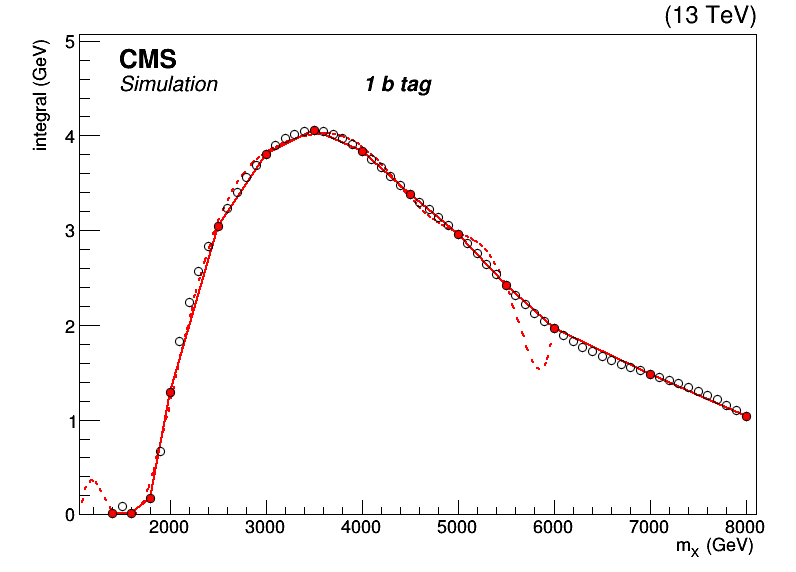 (13 TeV)
CMS
Simulation
1 b tag
integral (GeV)
5
4
3
2
1
0
2000 3000 4000 5000 6000 7000 8000
mX (GeV)